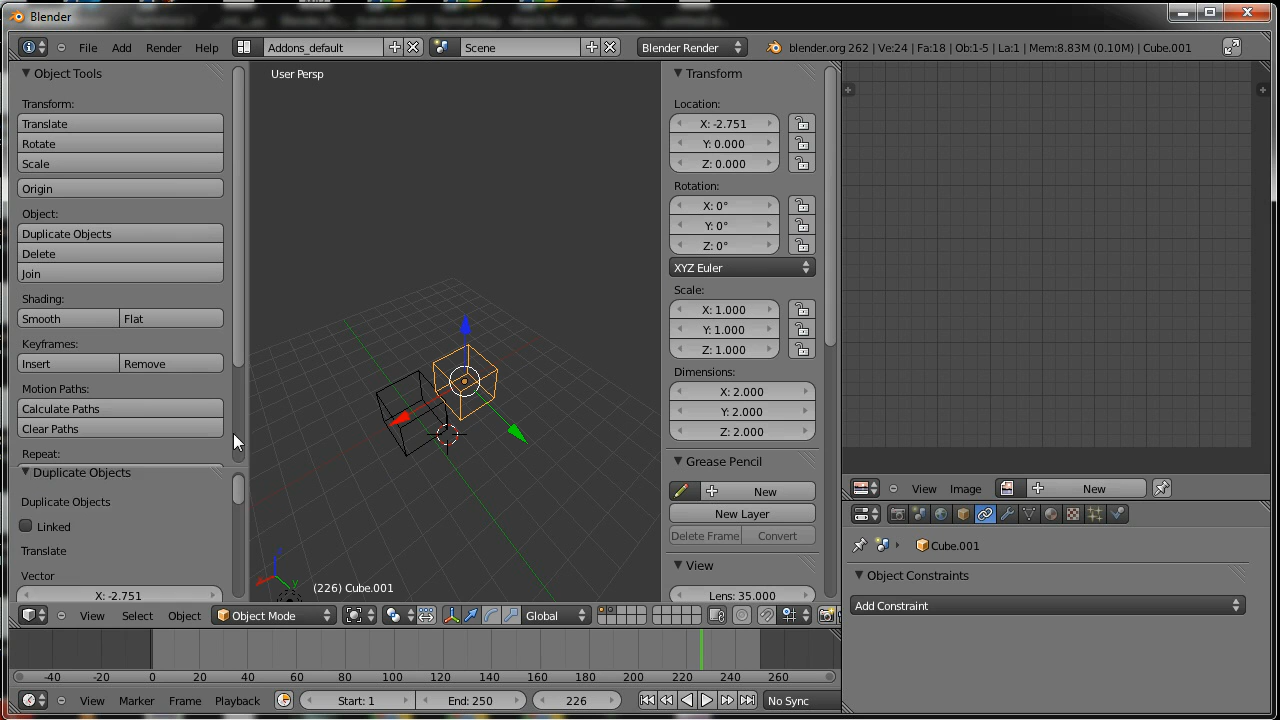 Blender
File Add Render Help Addons_default Scene Blender Render blender.org 262 | Ve:24 | Fa:18 | Ob:1-5 | La:1 | Mem:8.83M (0.10M) | Cube.001
Object Tools
Transform:
Translate
Rotate
Scale
Origin
Object:
Duplicate Objects
Delete
Join
Shading:
Smooth Flat
Keyframes:
Insert Remove
Motion Paths:
Calculate Paths
Clear Paths
Repeat:
Duplicate Objects
Duplicate Objects
Linked
Translate
Vector
X: -2.751
User Persp
y
(226) Cube.001
Transform
Location:
X: -2.751
Y: 0.000
Z: 0.000
Rotation:
X: 0°
Y: 0°
Z: 0°
XYZ Euler
Scale:
X: 1.000
Y: 1.000
Z: 1.000
Dimensions:
X: 2.000
Y: 2.000
Z: 2.000
Grease Pencil
New
New Layer
Delete Frame Convert
View
Lens: 35.000
View Select Object Object Mode Global
-40 -20 0 20 40 60 80 100 120 140 160 180 200 220 240 260
View Marker Frame Playback Start: 1 End: 250 226 No Sync
View Image New
Cube.001
Object Constraints
Add Constraint